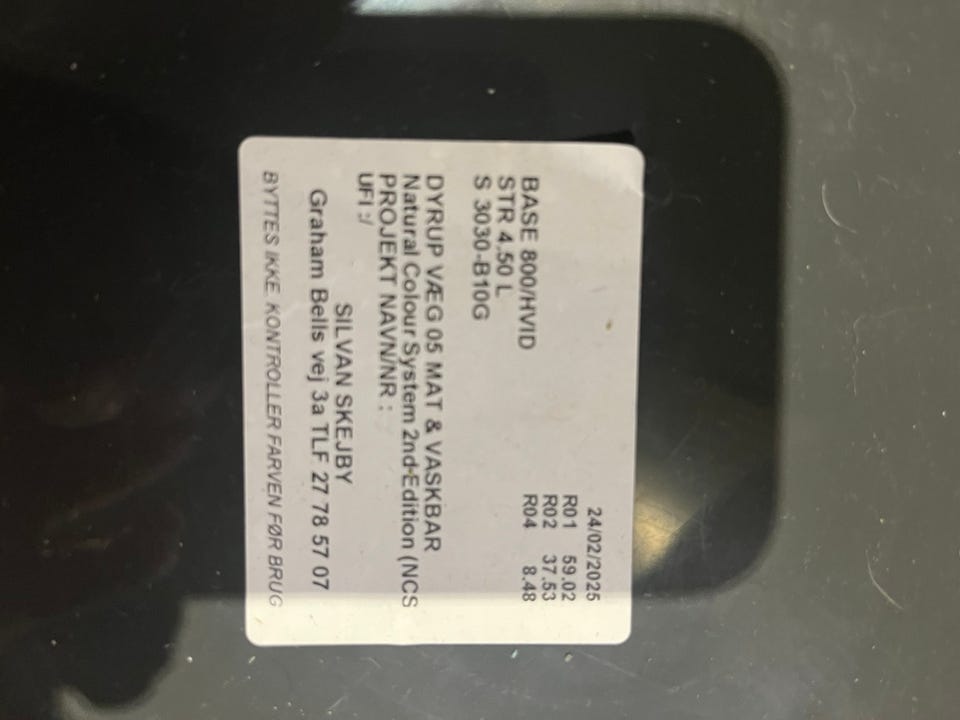 24/02/2025
R01 59.02
R02 37.53
R04 8.48
BASE 800/HVID
STR 4.50 L
S 3030-B10G
DYRUP VÆG 05 MAT & VASKBAR
Natural Colour System 2nd-Edition (NCS
PROJEKT NAVN/NR :
UFI :/
SILVAN SKEJBY
Graham Bells vej 3a TLF 27 78 57 07
BYTTES IKKE. KONTROLLER FARVEN FØR BRUG